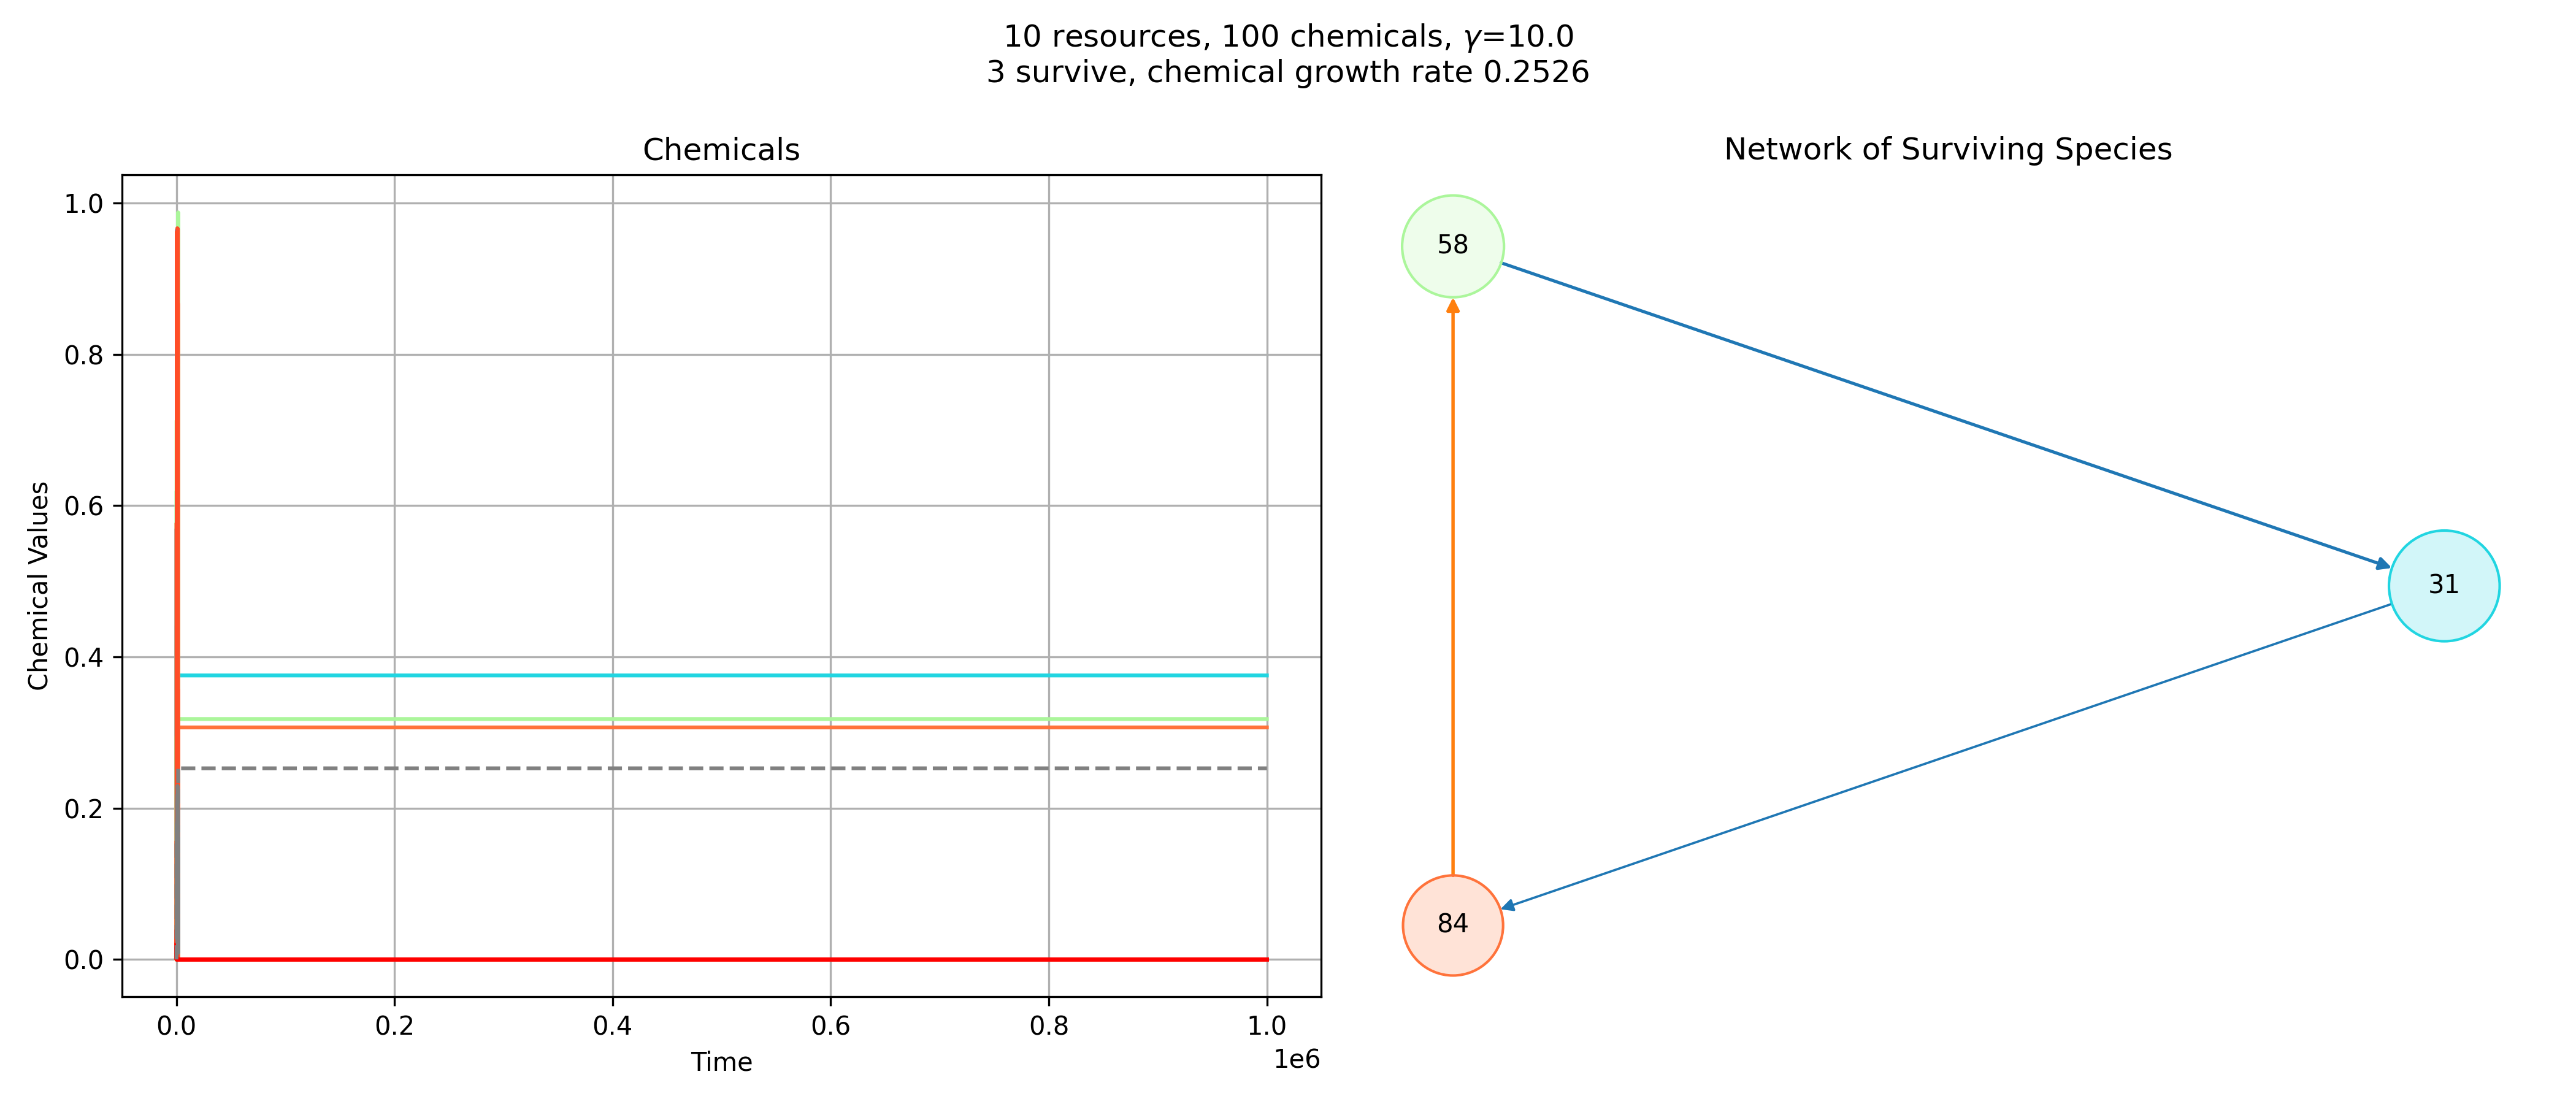 10 resources, 100 chemicals, γ=10.0
3 survive, chemical growth rate 0.2526
Chemicals
Chemical Values
1.0
0.8
0.6
0.4
0.2
0.0
0.0
0.2
0.4
0.6
0.8
1.0
1e6
Time
Network of Surviving Species
58
31
84